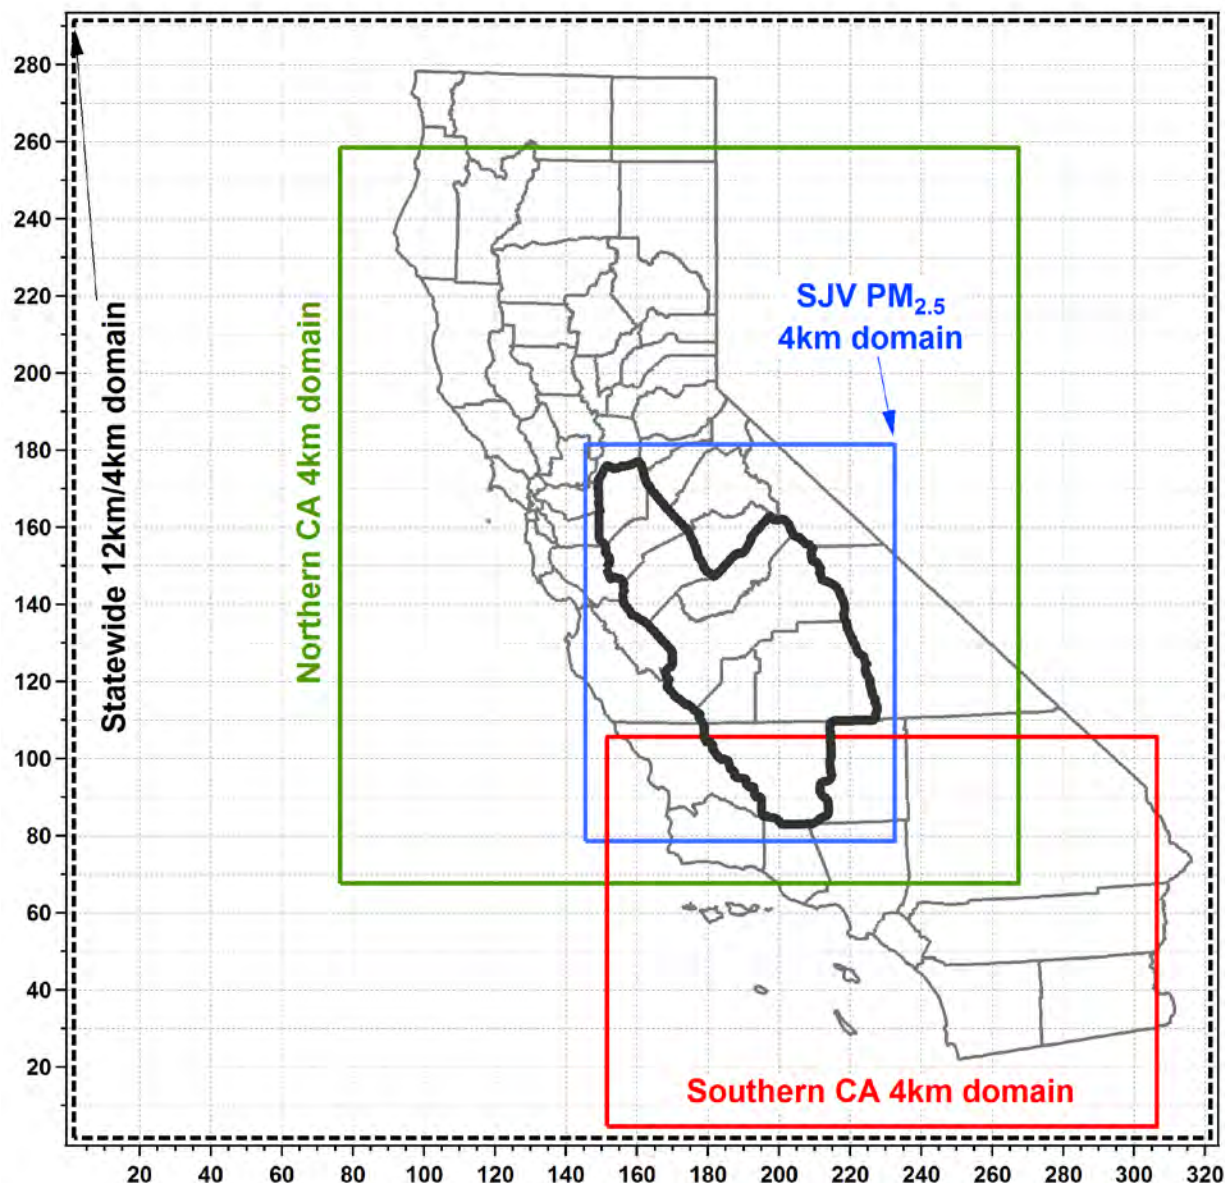 280
260
240
220
200
180
160
140
120
100
80
60
40
20
Statewide 12km/4km domain
Northern CA 4km domain
SJV PM2.5
4km domain
Southern CA 4km domain
20 40 60 80 100 120 140 160 180 200 220 240 260 280 300 320